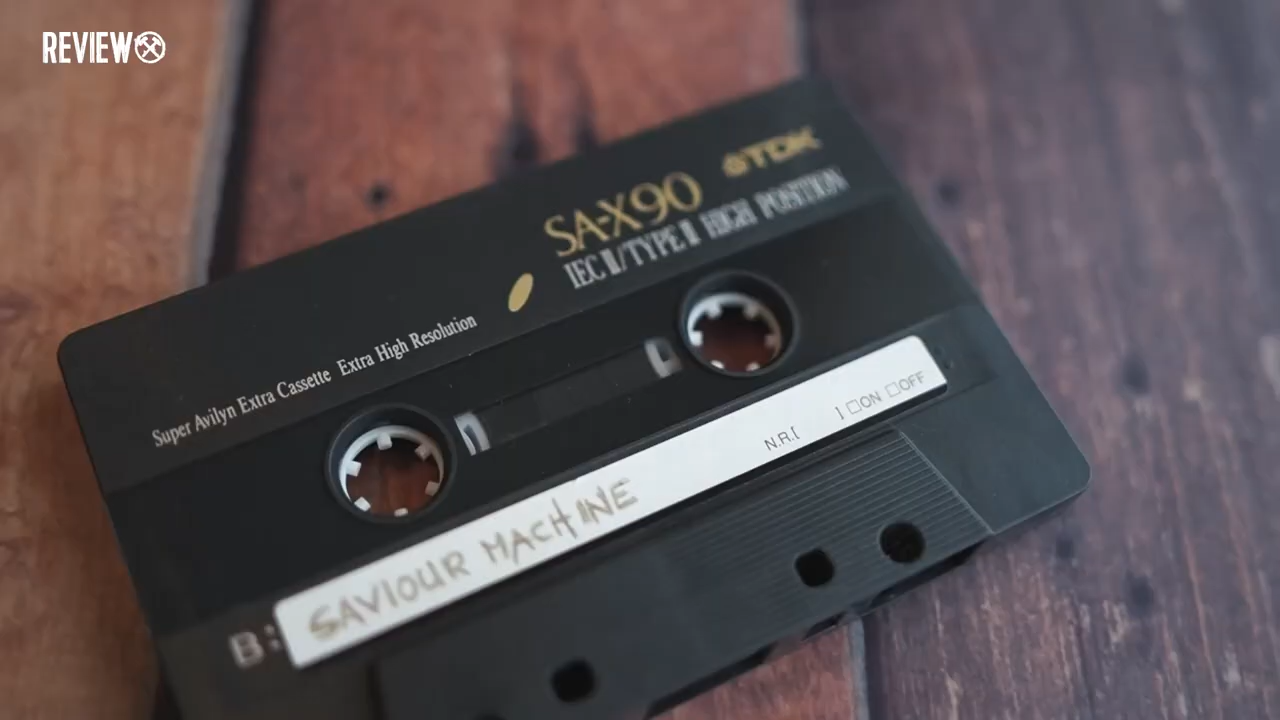 REVIEW
TDK
SA-X90
IEC II/TYPE II HIGH POSITION
Super Avilyn Extra Cassette Extra High Resolution
N.R.[ ] □ON □OFF
B: SAVIOUR MACHINE